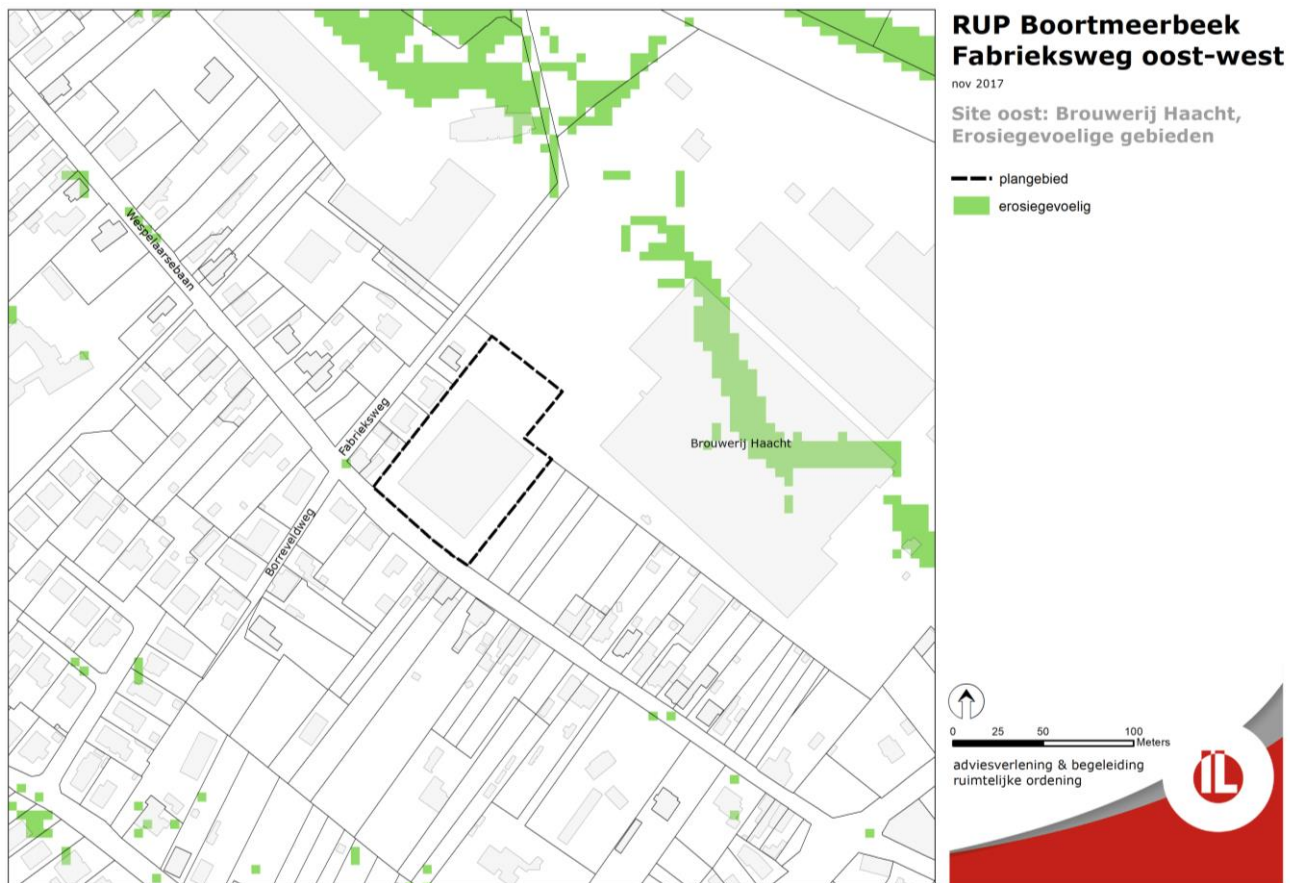 RUP Boortmeerbeek
Fabrieksweg oost-west
nov 2017
Site oost: Brouwerij Haacht,
Erosiegevoelige gebieden
plangebied
erosiegevoelig
Wespelaarsebaan
Fabrieksweg
Borreveldweg
Brouwerij Haacht
0 25 50 100
Meters
adviesverlening & begeleiding
ruimtelijke ordening
IL